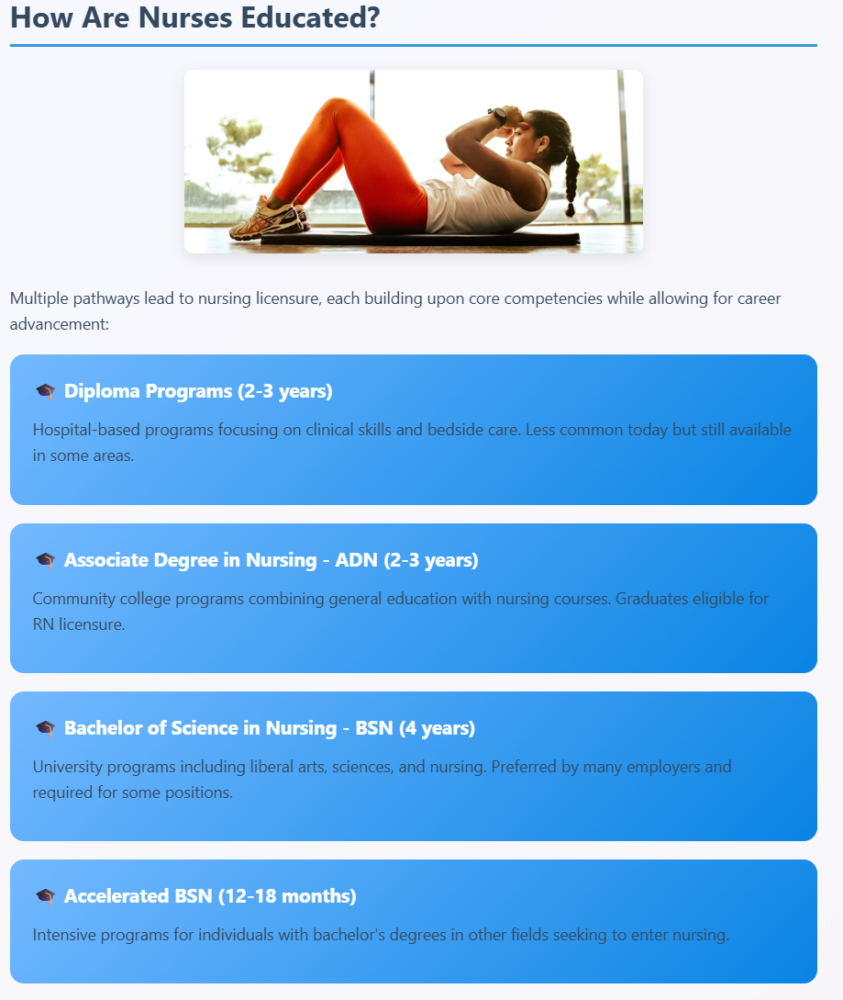 How Are Nurses Educated?
Multiple pathways lead to nursing licensure, each building upon core competencies while allowing for career
advancement:
Diploma Programs (2-3 years)
Hospital-based programs focusing on clinical skills and bedside care. Less common today but still available
in some areas.
Associate Degree in Nursing - ADN (2-3 years)
Community college programs combining general education with nursing courses. Graduates eligible for
RN licensure.
Bachelor of Science in Nursing - BSN (4 years)
University programs including liberal arts, sciences, and nursing. Preferred by many employers and
required for some positions.
Accelerated BSN (12-18 months)
Intensive programs for individuals with bachelor's degrees in other fields seeking to enter nursing.